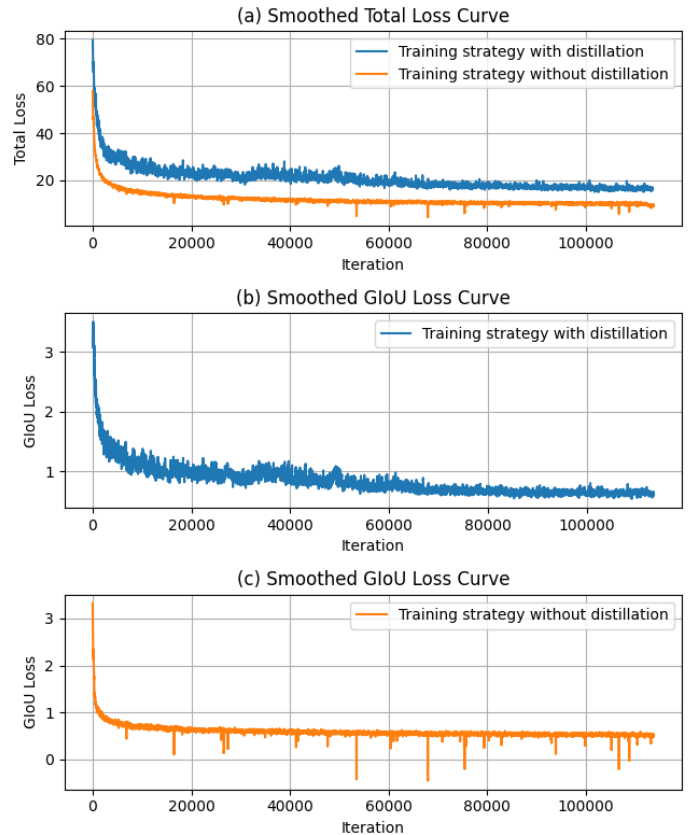 (a) Smoothed Total Loss Curve
80
60
40
20
Total Loss
Training strategy with distillation
Training strategy without distillation
0 20000 40000 60000 80000 100000
Iteration
(b) Smoothed GIoU Loss Curve
3
2
1
GIoU Loss
Training strategy with distillation
0 20000 40000 60000 80000 100000
Iteration
(c) Smoothed GIoU Loss Curve
3
2
1
0
GIoU Loss
Training strategy without distillation
0 20000 40000 60000 80000 100000
Iteration